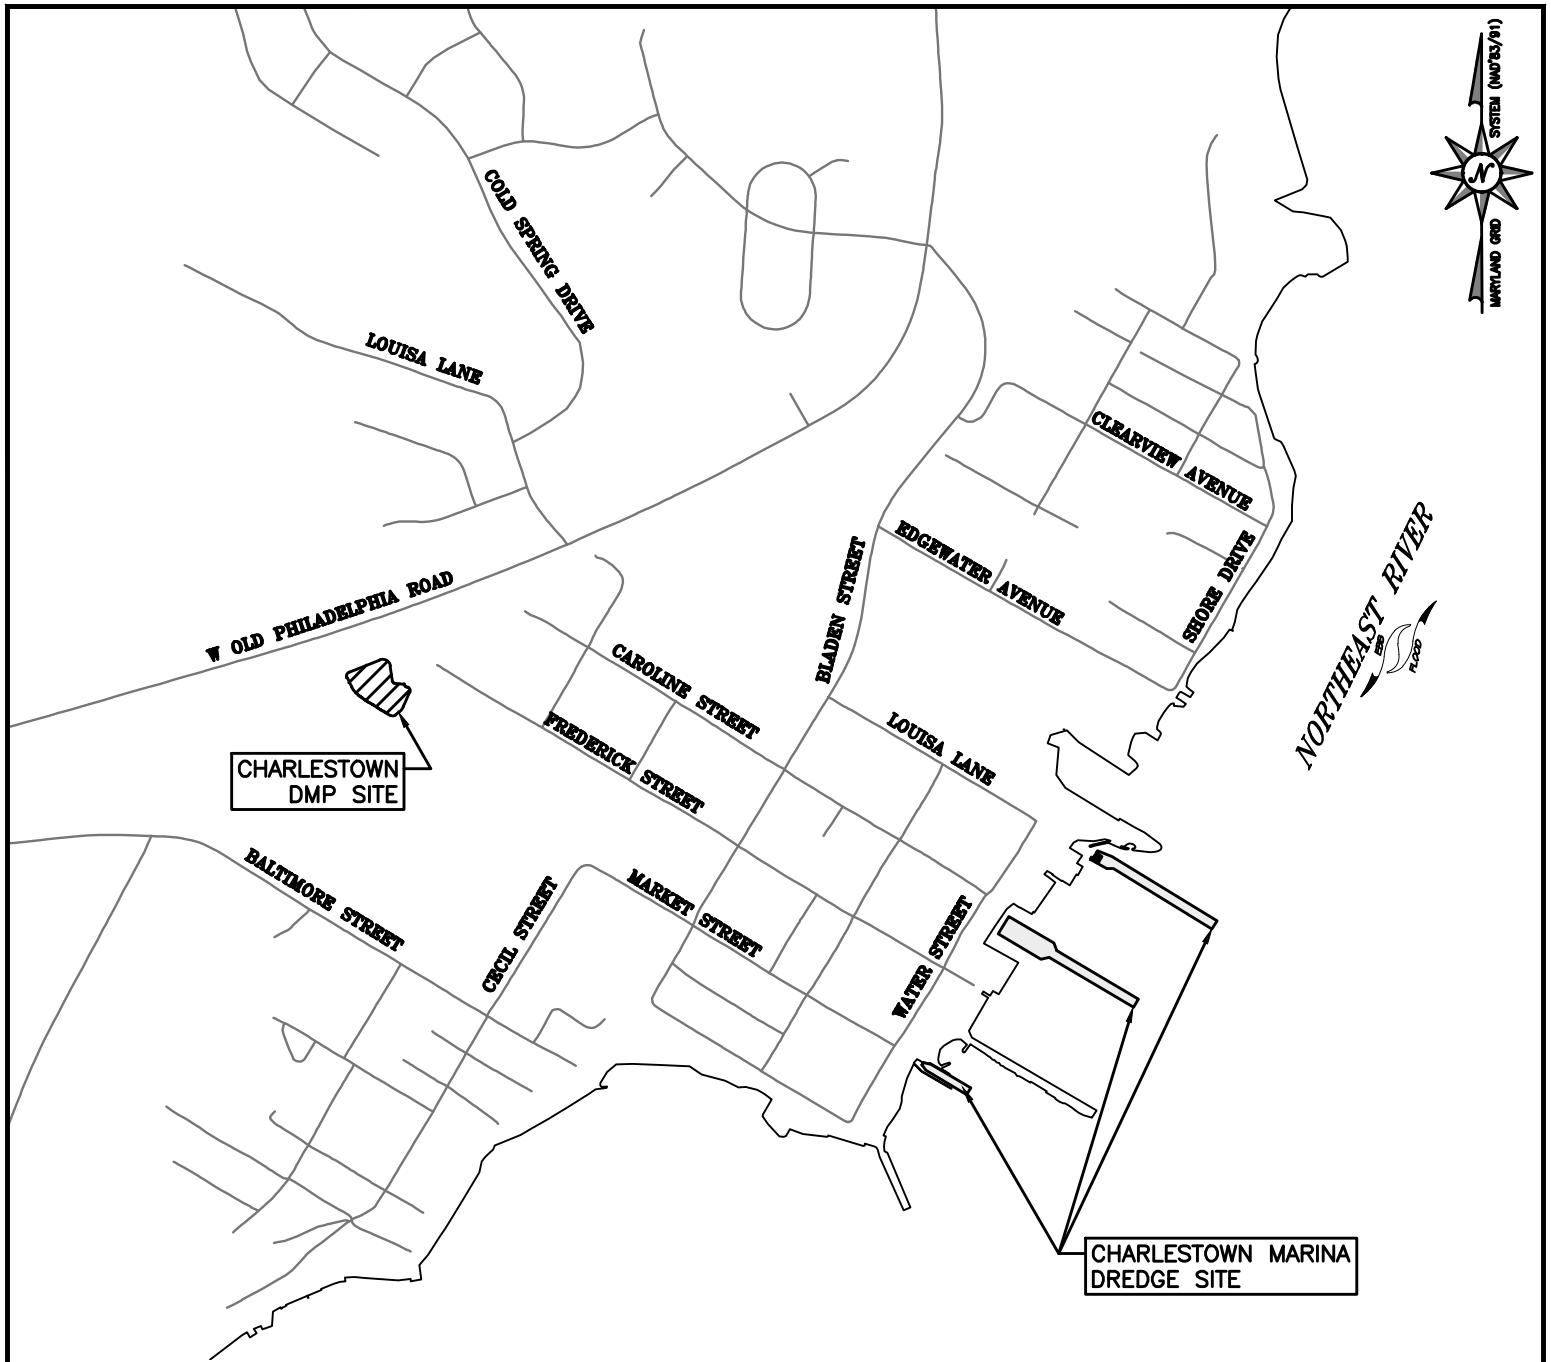 SYSTEM (NAD'83/91)
N
MARYLAND GRID
COLD SPRING DRIVE
LOUISA LANE
CLEARVIEW AVENUE
EDGEWATER AVENUE
SHORE DRIVE
BLADEN STREET
W OLD PHILADELPHIA ROAD
NORTHEAST RIVER
EBB
FLOOD
CAROLINE STREET
FREDERICK STREET
LOUISA LANE
CHARLESTOWN
DMP SITE
BALTIMORE STREET
CECIL STREET
MARKET STREET
WATER STREET
CHARLESTOWN MARINA
DREDGE SITE